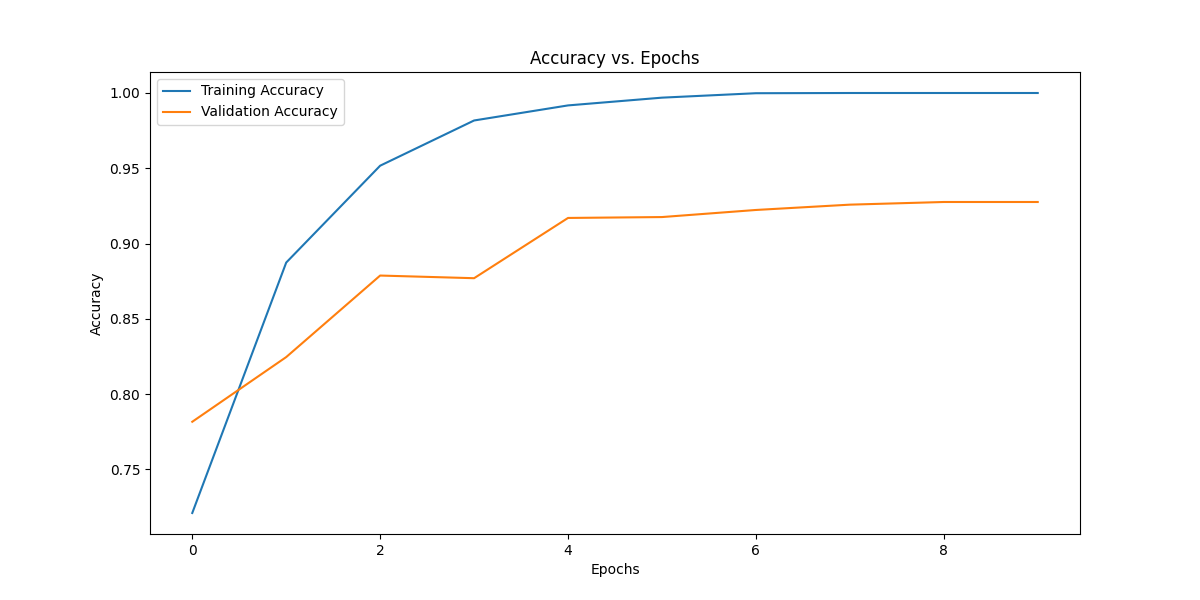 Accuracy vs. Epochs
Training Accuracy
Validation Accuracy
1.00
0.95
0.90
0.85
0.80
0.75
Accuracy
0 2 4 6 8
Epochs